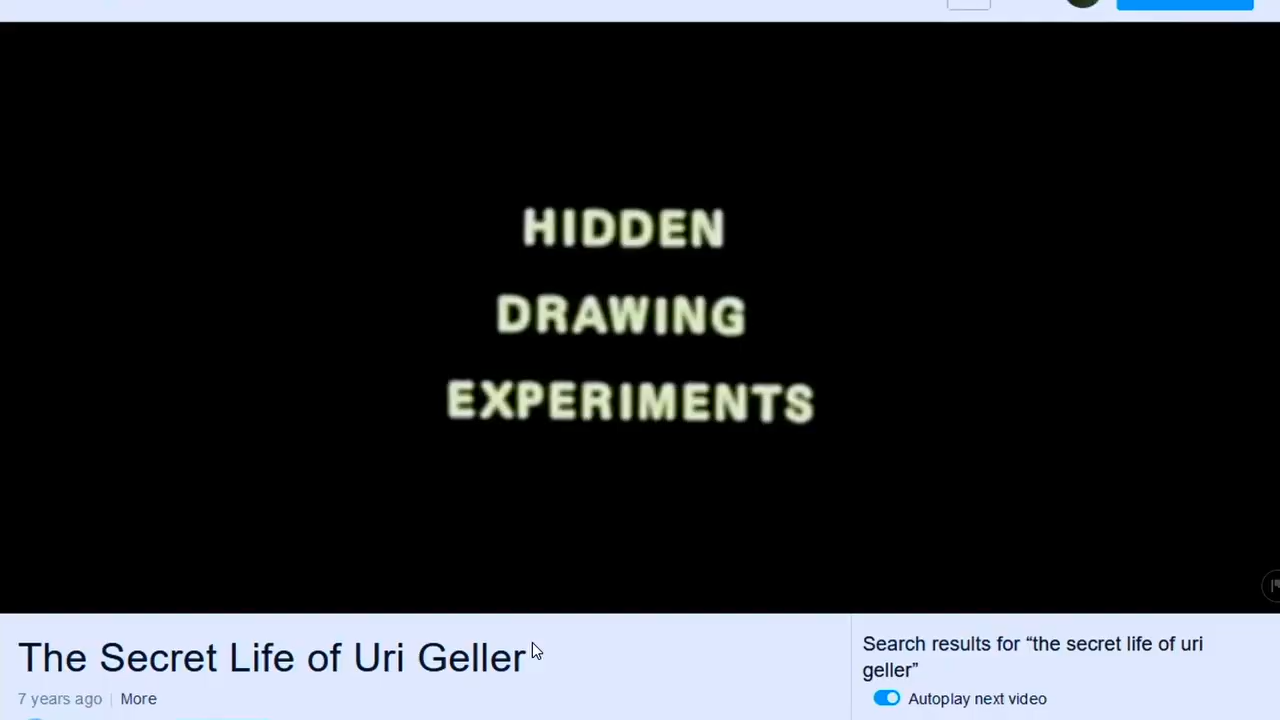 HIDDEN
DRAWING
EXPERIMENTS
The Secret Life of Uri Geller
7 years ago | More
Search results for “the secret life of uri
geller”
Autoplay next video